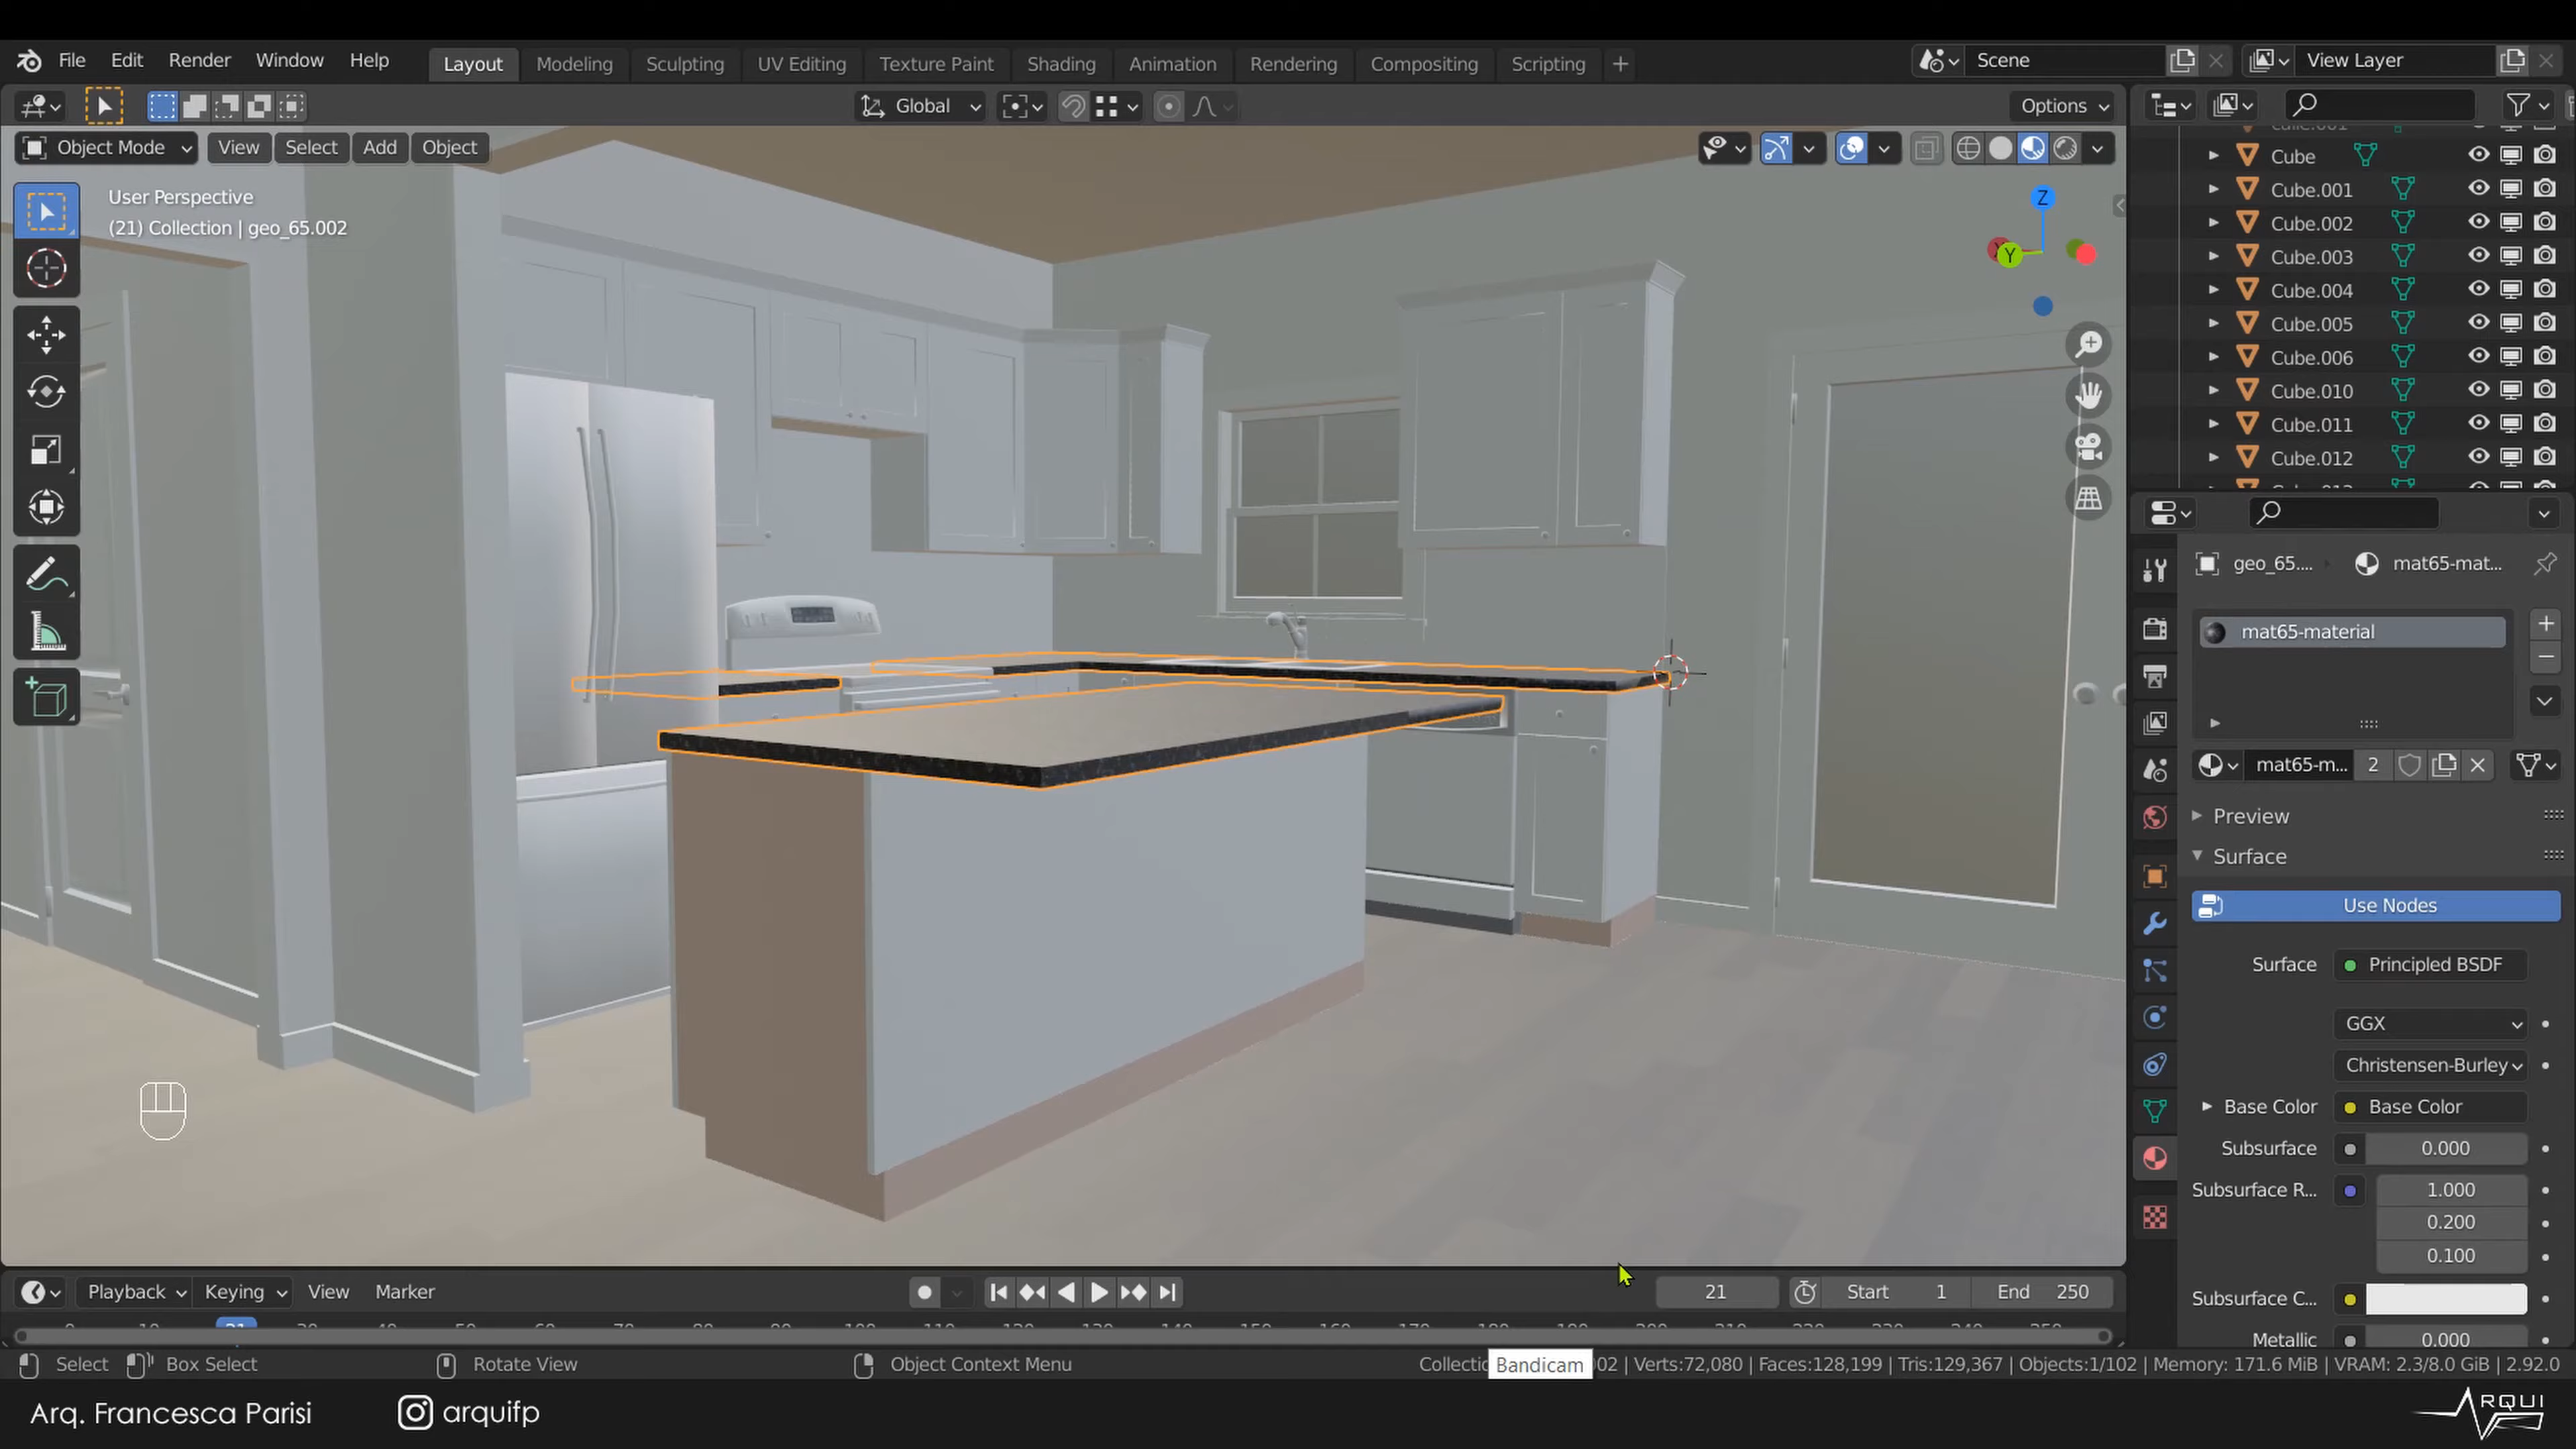 File Edit Render Window Help Layout Modeling Sculpting UV Editing Texture Paint Shading Animation Rendering Compositing Scripting + Scene View Layer
Global Options
Object Mode View Select Add Object
User Perspective
(21) Collection | geo_65.002
Z
Y
Cube
Cube.001
Cube.002
Cube.003
Cube.004
Cube.005
Cube.006
Cube.010
Cube.011
Cube.012
geo_65.... mat65-mat...
mat65-material
mat65-m... 2
Preview
Surface
Use Nodes
Surface Principled BSDF
GGX
Christensen-Burley
Base Color Base Color
Subsurface 0.000
Subsurface R... 1.000
0.200
0.100
Subsurface C...
Metallic 0.000
Playback Keying View Marker 21 Start 1 End 250
Select Box Select Rotate View Object Context Menu
Bandicam
02 | Verts:72,080 | Faces:128,199 | Tris:129,367 | Objects:1/102 | Memory: 171.6 MiB | VRAM: 2.3/8.0 GiB | 2.92.0
Arq. Francesca Parisi arquifp
ARQUI
FP